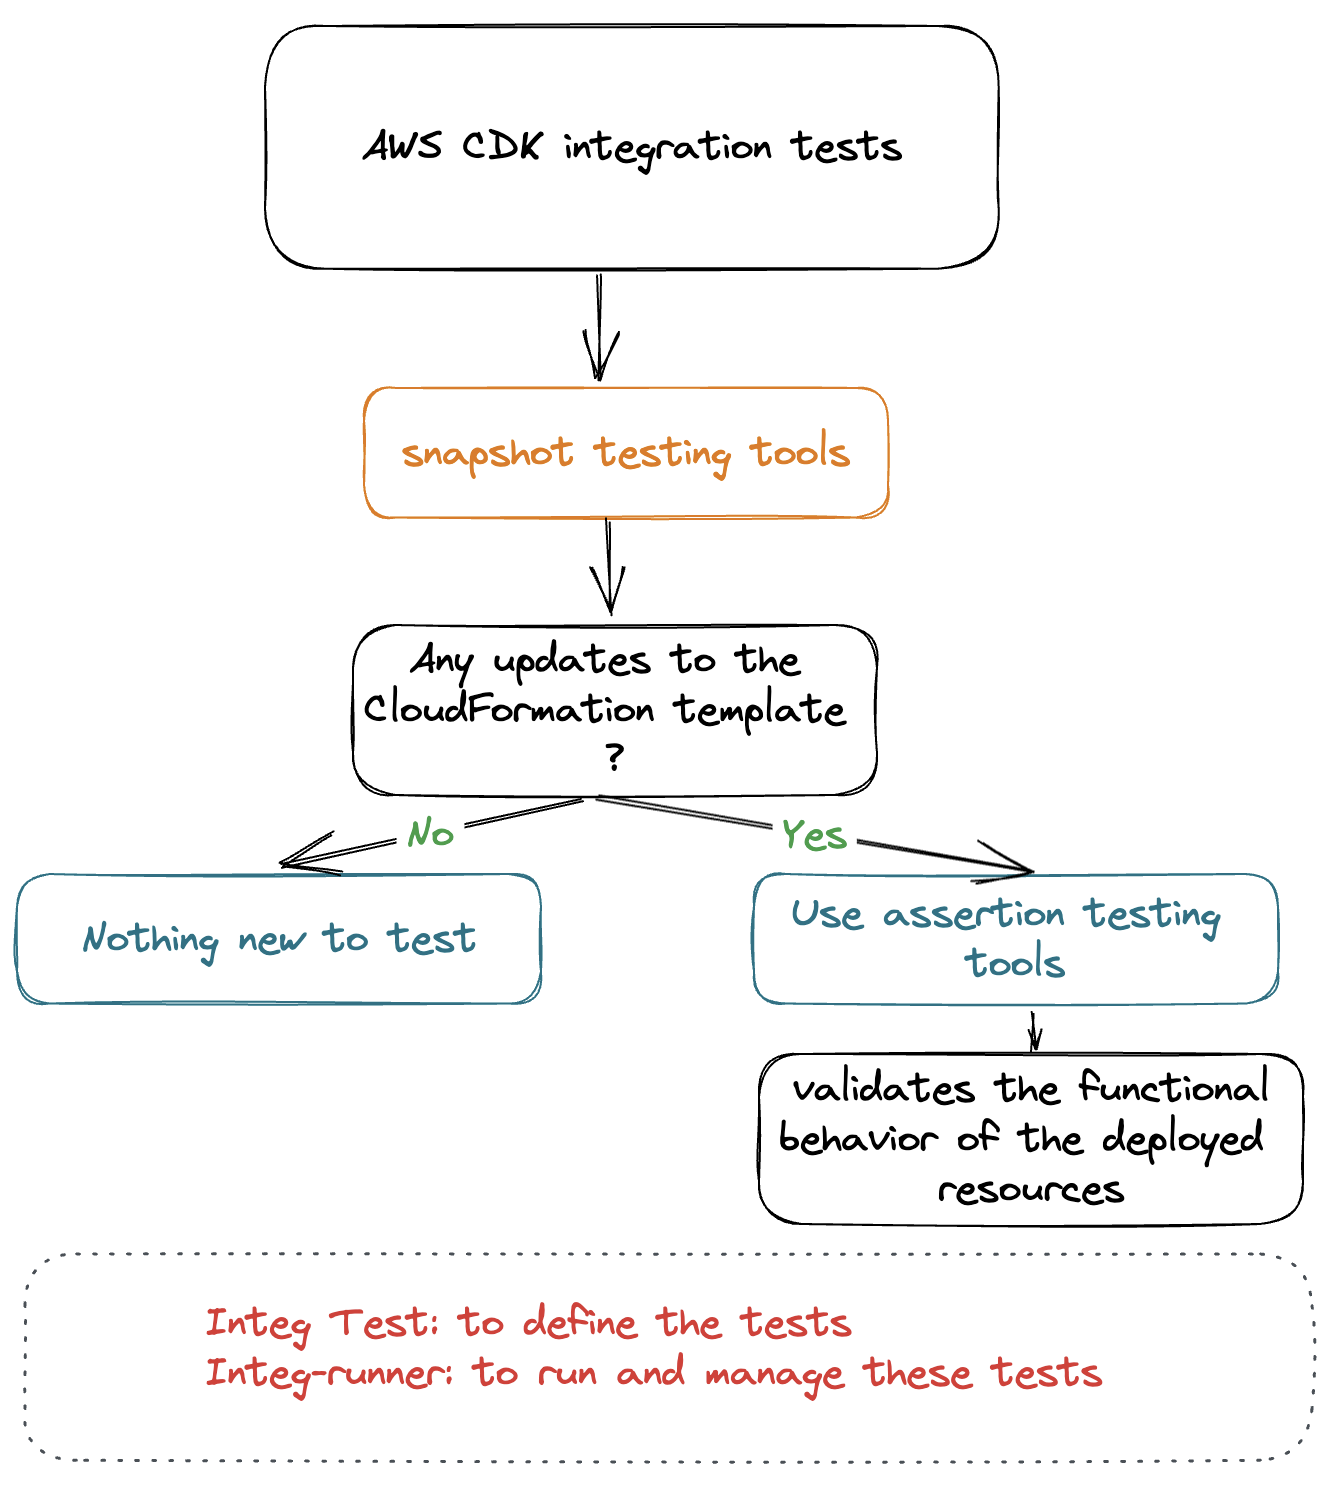 AWS CDK integration tests
snapshot testing tools
Any updates to the
CloudFormation template
?
No
Yes
Nothing new to test
Use assertion testing
tools
validates the functional
behavior of the deployed
resources
Integ Test: to define the tests
Integ-runner: to run and manage these tests